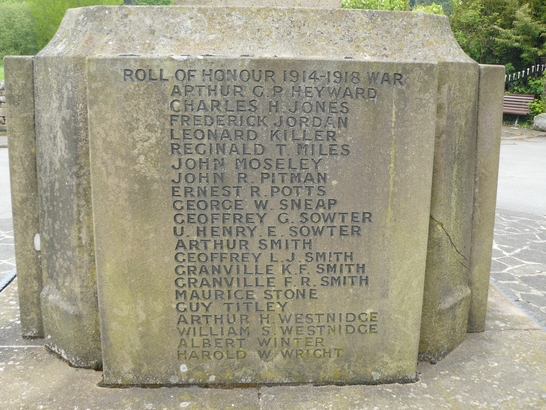 ROLL OF HONOUR 1914-1918 WAR
ARTHUR G. P. HEYWARD
CHARLES H. JONES
FREDERICK JORDAN
LEONARD KILLER
REGINALD T. MILES
JOHN MOSELEY
JOHN R. PITMAN
ERNEST R. POTTS
GEORGE W. SNEAP
GEOFFREY G. SOWTER
U. HENRY E. SOWTER
ARTHUR SMITH
GEOFFREY L. J. SMITH
GRANVILLE K. F. SMITH
GRANVILLE F. R. SMITH
MAURICE STONE
GUY TITLEY
ARTHUR H. WESTNIDGE
WILLIAM S. WESTNIDGE
ALBERT WINTER
HAROLD W. WRIGHT